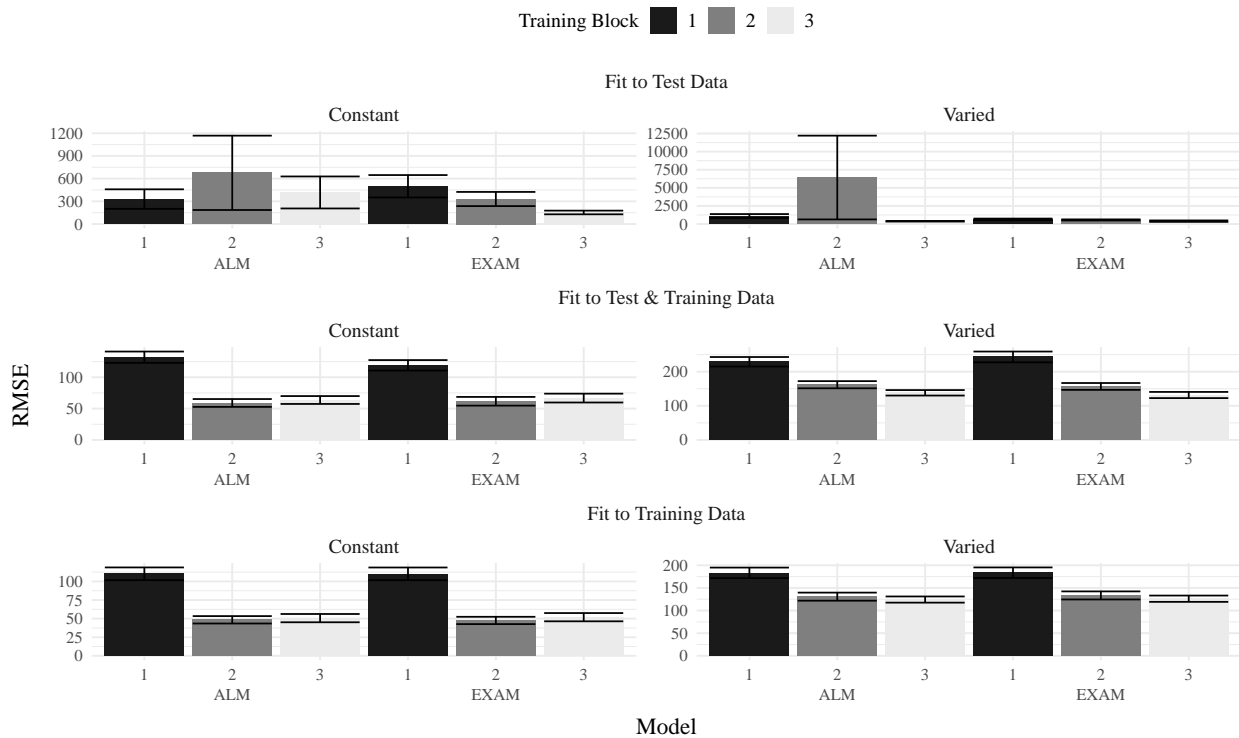 Training Block 1 2 3
Fit to Test Data
Constant Varied
1200
900
600
300
0
12500
10000
7500
5000
2500
0
1 2 3 1 2 3 1 2 3 1 2 3
ALM EXAM ALM EXAM
Fit to Test & Training Data
Constant Varied
100
50
0
200
100
0
1 2 3 1 2 3 1 2 3 1 2 3
ALM EXAM ALM EXAM
RMSE
Fit to Training Data
Constant Varied
100
75
50
25
0
200
150
100
50
0
1 2 3 1 2 3 1 2 3 1 2 3
ALM EXAM ALM EXAM
Model